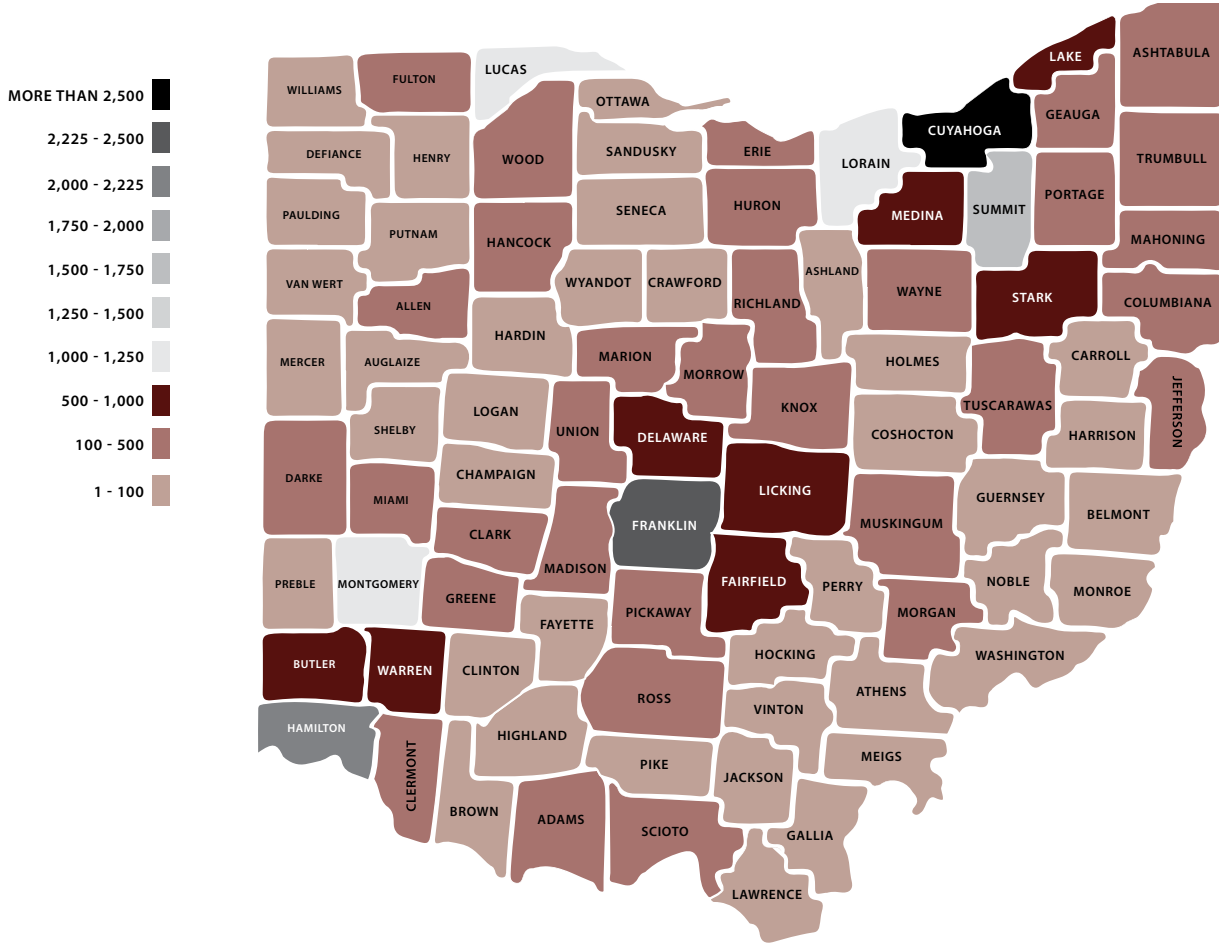 MORE THAN 2,500
2,225 - 2,500
2,000 - 2,225
1,750 - 2,000
1,500 - 1,750
1,250 - 1,500
1,000 - 1,250
500 - 1,000
100 - 500
1 - 100
WILLIAMS
FULTON
LUCAS
OTTAWA
LAKE
ASHTABULA
GEAUGA
CUYAHOGA
DEFIANCE
HENRY
WOOD
SANDUSKY
ERIE
LORAIN
TRUMBULL
PAULDING
PUTNAM
HANCOCK
SENECA
HURON
MEDINA
SUMMIT
PORTAGE
MAHONING
VAN WERT
ALLEN
WYANDOT
CRAWFORD
RICHLAND
ASHLAND
WAYNE
STARK
COLUMBIANA
MERCER
AUGLAIZE
HARDIN
MARION
MORROW
HOLMES
CARROLL
JEFFERSON
SHELBY
LOGAN
UNION
DELAWARE
KNOX
COSHOCTON
TUSCARAWAS
HARRISON
DARKE
MIAMI
CHAMPAIGN
CLARK
MADISON
FRANKLIN
LICKING
MUSKINGUM
GUERNSEY
BELMONT
PREBLE
MONTGOMERY
GREENE
FAYETTE
PICKAWAY
FAIRFIELD
PERRY
MORGAN
NOBLE
MONROE
BUTLER
WARREN
CLINTON
ROSS
HOCKING
ATHENS
WASHINGTON
HAMILTON
CLERMONT
BROWN
HIGHLAND
PIKE
VINTON
JACKSON
MEIGS
ADAMS
SCIOTO
GALLIA
LAWRENCE